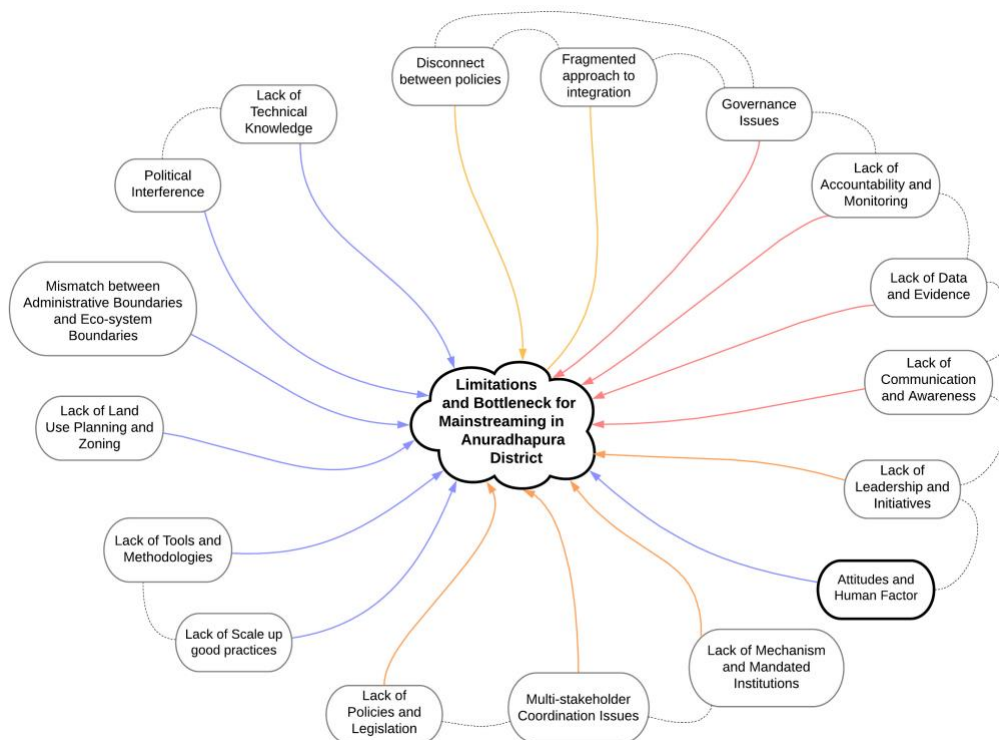 Disconnect
between policies
Fragmented
approach to
integration
Governance
Issues
Lack of
Technical
Knowledge
Political
Interference
Lack of
Accountability and
Monitoring
Mismatch between
Administrative Boundaries
and Eco-system
Boundaries
Lack of Data
and Evidence
Lack of
Communication
and Awareness
Limitations
and Bottleneck for
Mainstreaming in
Anuradhapura
District
Lack of Land
Use Planning and
Zoning
Lack of
Leadership and
Initiatives
Lack of Tools and
Methodologies
Attitudes and
Human Factor
Lack of Scale up
good practices
Lack of Mechanism
and Mandated
Institutions
Lack of
Policies and
Legislation
Multi-stakeholder
Coordination Issues